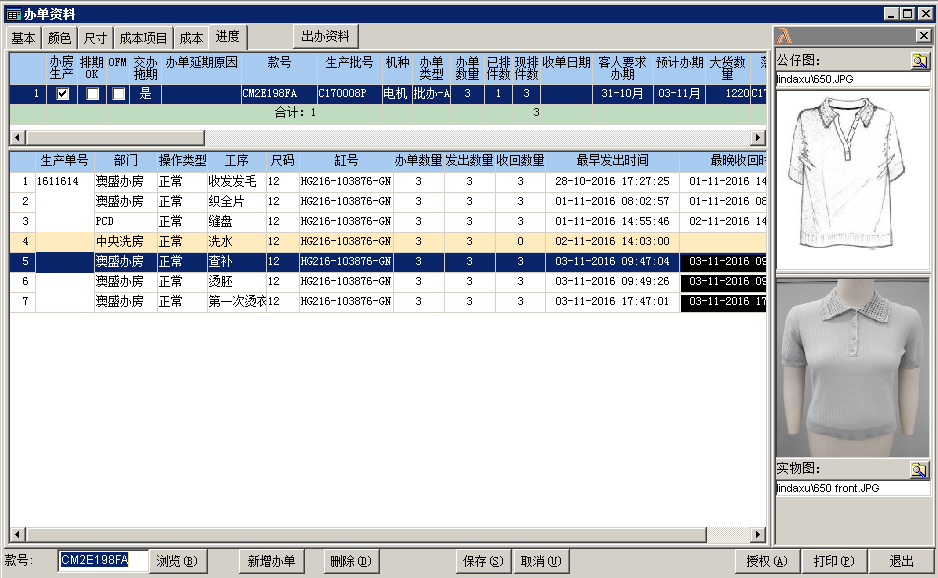 办单资料
基本 颜色 尺寸 成本项目 成本 进度 出办资料
办房生产 排期OK OFM 交办拖期 办单延期原因 款号 生产批号 机种 办单类型 办单数量 已排件数 现排件数 收单日期 客人要求办期 预计办期 大货数量
1 是 CM2E198FA C170008P 电机 批办-A 3 1 3 31-10月 03-11月 1220 C1
合计: 1 3
生产单号 部门 操作类型 工序 尺码 缸号 办单数量 发出数量 收回数量 最早发出时间 最晚收回时
1 1611614 澳盛办房 正常 收发发毛 12 HG216-103876-GN 3 3 3 28-10-2016 17:27:25 01-11-2016 14
2 澳盛办房 正常 织全片 12 HG216-103876-GN 3 3 3 01-11-2016 08:02:57 01-11-2016 08
3 PCD 正常 缝盘 12 HG216-103876-GN 3 3 3 01-11-2016 14:55:46 02-11-2016 14
4 中央洗房 正常 洗水 12 HG216-103876-GN 3 3 0 02-11-2016 14:03:00
5 澳盛办房 正常 查补 12 HG216-103876-GN 3 3 3 03-11-2016 09:47:04 03-11-2016 09
6 澳盛办房 正常 烫胚 12 HG216-103876-GN 3 3 3 03-11-2016 09:49:26 03-11-2016 09
7 澳盛办房 正常 第一次烫衣 12 HG216-103876-GN 3 3 3 03-11-2016 17:47:01 03-11-2016 17
公仔图:
lindaxu\650.JPG
实物图:
lindaxu\650 front.JPG
款号: CM2E198FA 浏览(B) 新增办单 删除(D) 保存(S) 取消(U) 授权(A) 打印(P) 退出